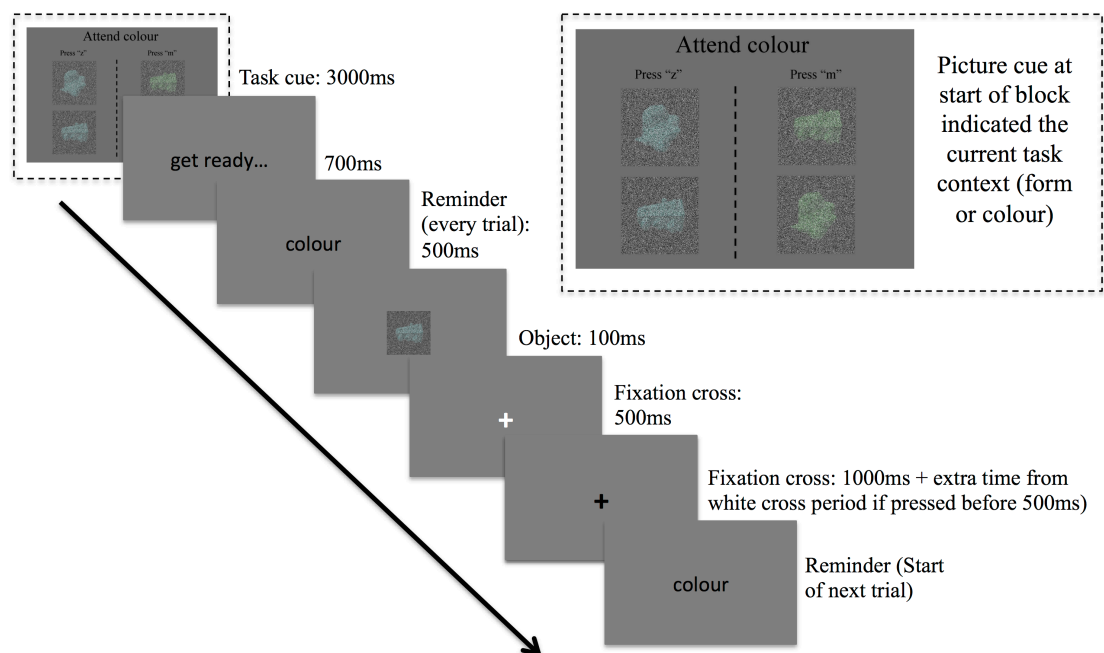 Attend colour
Press “z”
Press “m”
Task cue: 3000ms
get ready...
700ms
Reminder
(every trial):
500ms
colour
Object: 100ms
Fixation cross:
500ms
Fixation cross: 1000ms + extra time from
white cross period if pressed before 500ms)
colour
Reminder (Start
of next trial)
Attend colour
Press “z”
Press “m”
Picture cue at
start of block
indicated the
current task
context (form
or colour)